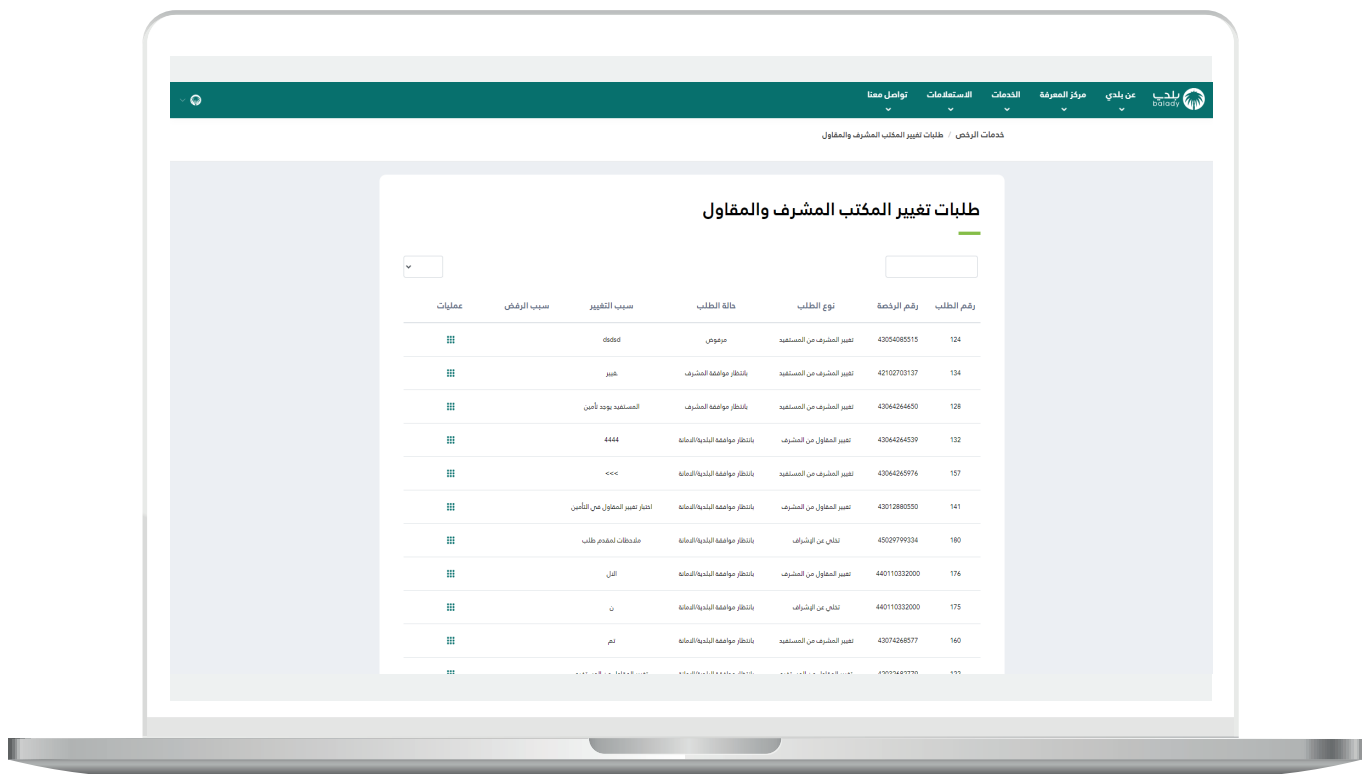 بلدي balady عن بلدي مركز المعرفة الخدمات الاستعلامات تواصل معنا
خدمات الرخص / طلبات تغيير المكتب المشرف والمقاول
طلبات تغيير المكتب المشرف والمقاول
رقم الطلب رقم الرخصة نوع الطلب حالة الطلب سبب التغيير سبب الرفض عمليات
124 43054085515 تغيير المشرف من المستفيد مرفوض dsdsd
134 42102703137 تغيير المشرف من المستفيد بانتظار موافقة المشرف غيير
128 43064264650 تغيير المشرف من المستفيد بانتظار موافقة المشرف المستفيد يوجد تأمين
132 43064264539 تغيير المقاول من المشرف بانتظار موافقة البلدية/الامانة 4444
157 43064265976 تغيير المشرف من المستفيد بانتظار موافقة البلدية/الامانة <<<
141 43012880550 تغيير المقاول من المشرف بانتظار موافقة البلدية/الامانة اختبار تغيير المقاول في التأمين
180 45029799334 تخلي عن الإشراف بانتظار موافقة البلدية/الامانة ملاحظات لمقدم طلب
176 440110332000 تغيير المقاول من المشرف بانتظار موافقة البلدية/الامانة الال
175 440110332000 تخلي عن الإشراف بانتظار موافقة البلدية/الامانة ن
160 43074268577 تغيير المشرف من المستفيد بانتظار موافقة البلدية/الامانة تم